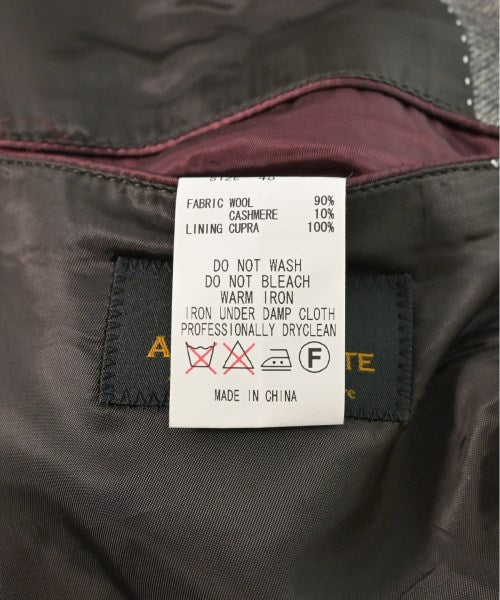 FABRIC WOOL 90%
CASHMERE 10%
LINING CUPRA 100%
DO NOT WASH
DO NOT BLEACH
WARM IRON
IRON UNDER DAMP CLOTH
PROFESSIONALLY DRYCLEAN
F
MADE IN CHINA